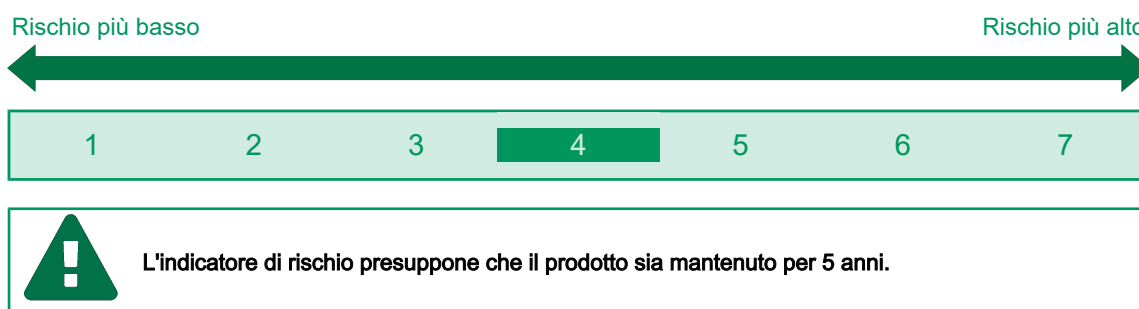 Rischio più basso Rischio più alto
1 2 3 4 5 6 7
L'indicatore di rischio presuppone che il prodotto sia mantenuto per 5 anni.